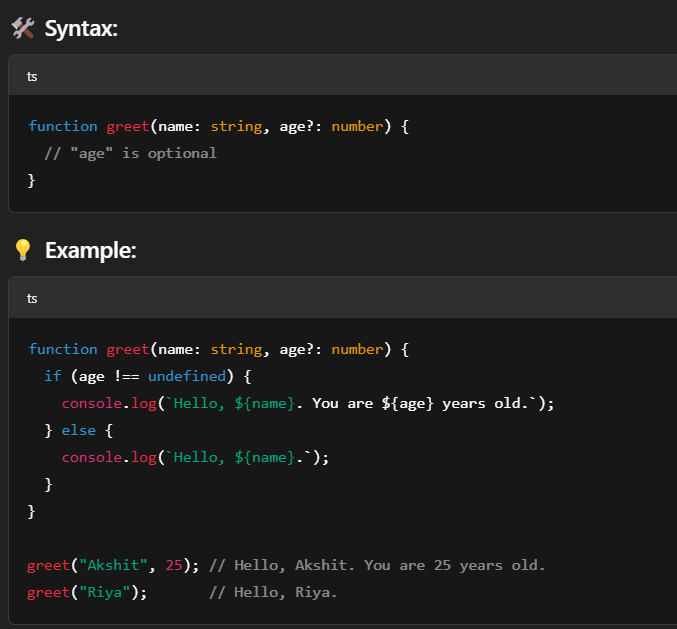 🛠️ Syntax:
ts
function greet(name: string, age?: number) {
  // "age" is optional
}
💡 Example:
ts
function greet(name: string, age?: number) {
  if (age !== undefined) {
    console.log(`Hello, ${name}. You are ${age} years old.`);
  } else {
    console.log(`Hello, ${name}.`);
  }
}
greet("Akshit", 25); // Hello, Akshit. You are 25 years old.
greet("Riya");       // Hello, Riya.